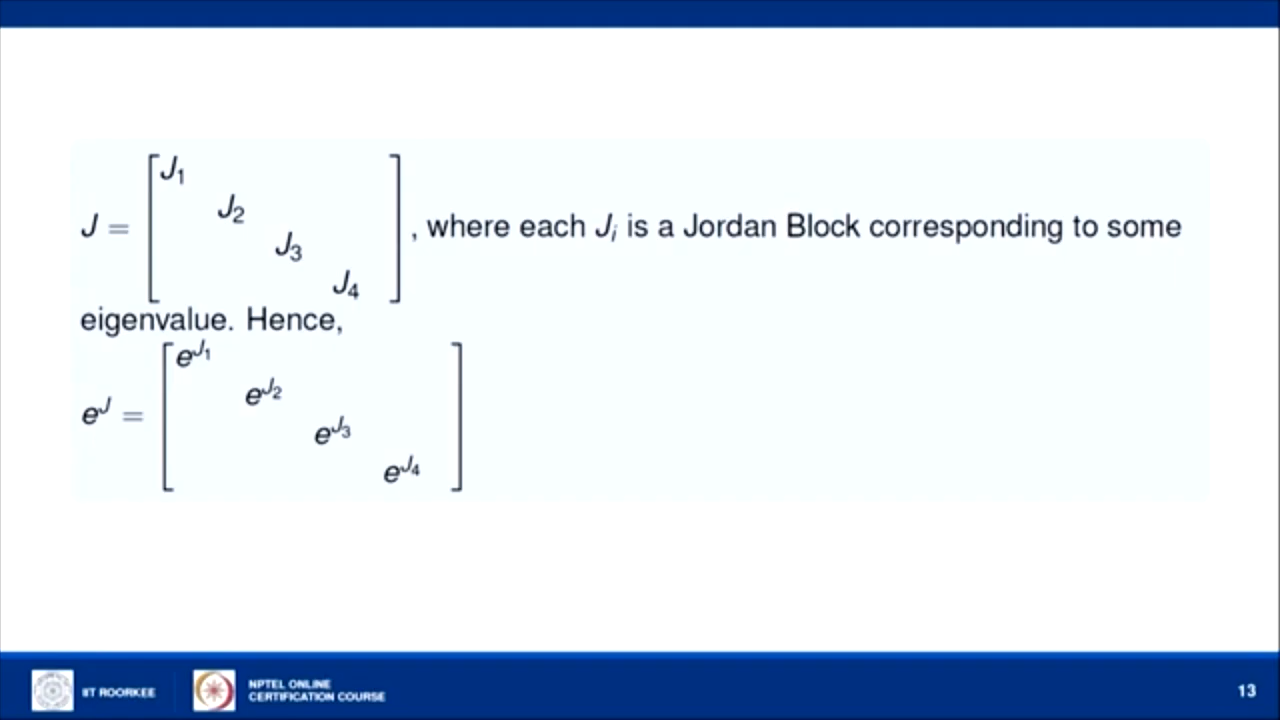 J = [J₁ J₂ J₃ J₄], where each Jᵢ is a Jordan Block corresponding to some
eigenvalue. Hence,
e^J = [e^J₁ e^J₂ e^J₃ e^J₄]
IIT ROORKEE
NPTEL ONLINE
CERTIFICATION COURSE
13